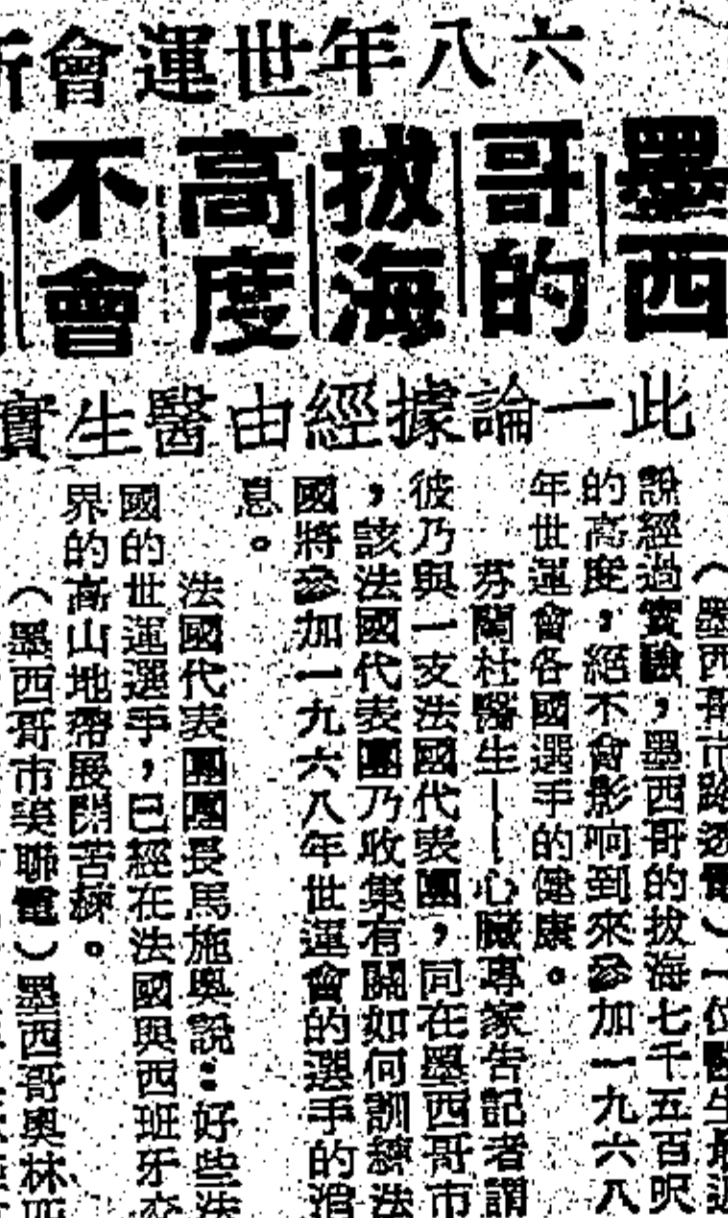 六八年世運會
墨西
哥的
拔海
高度
不會
此一論據經由醫生實
（墨西哥市路透電）一位醫生最近
說經過實驗，墨西哥的拔海七千五百呎
的高度，絕不會影响到來參加一九六八
年世運會各國選手的健康。
芬蘭杜醫生——心臟專家告記者謂
彼乃與一支法國代表團，同在墨西哥市
，該法國代表團乃收集有關如何訓練法
國將參加一九六八年世運會的選手的消
息。
法國代表團團長馬施奧說：好些法
國的世運選手，已經在法國與西班牙交
界的高山地帶展開苦練。
（墨西哥市美聯電）墨西哥奧林匹